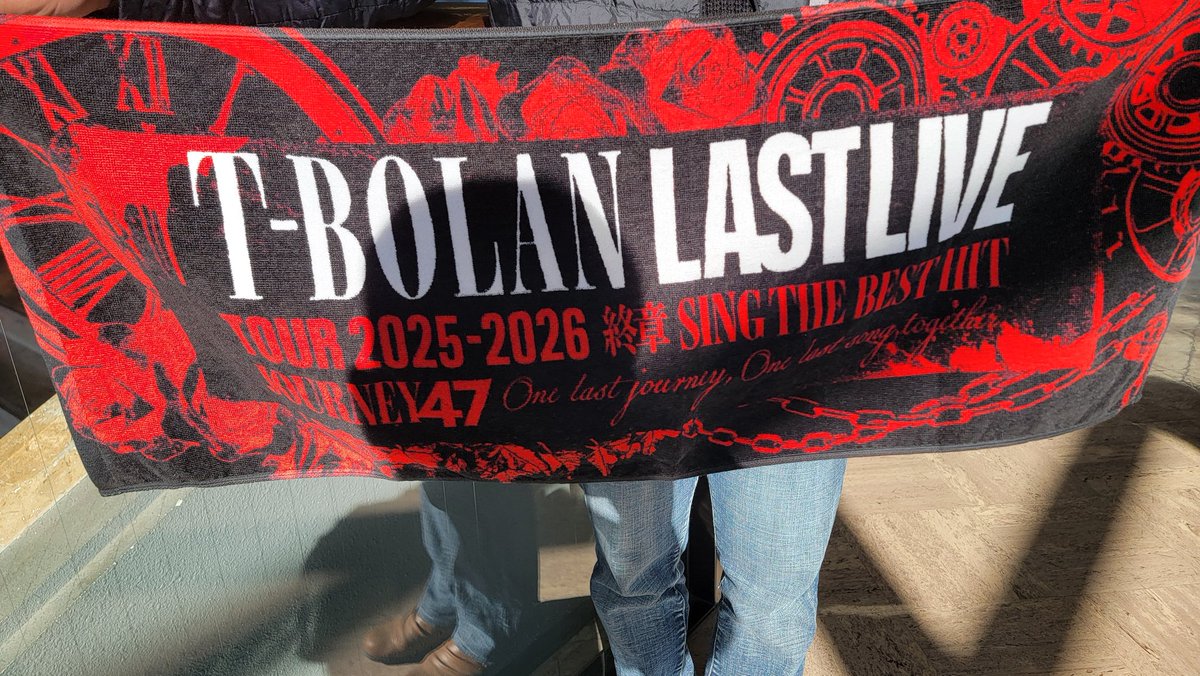 T-BOLAN LAST LIVE
TOUR 2025-2026 終章 SING THE BEST HIT
JOURNEY47 One last journey, One last song, together